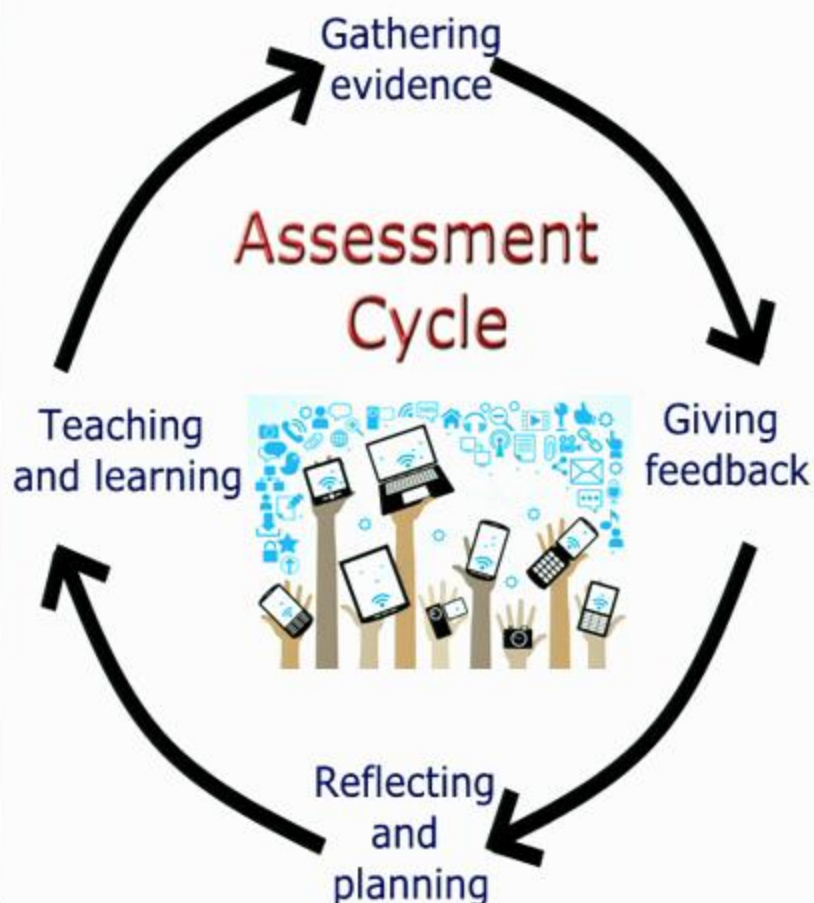 Gathering
evidence
Assessment
Cycle
Teaching
and learning
Giving
feedback
Reflecting
and
planning